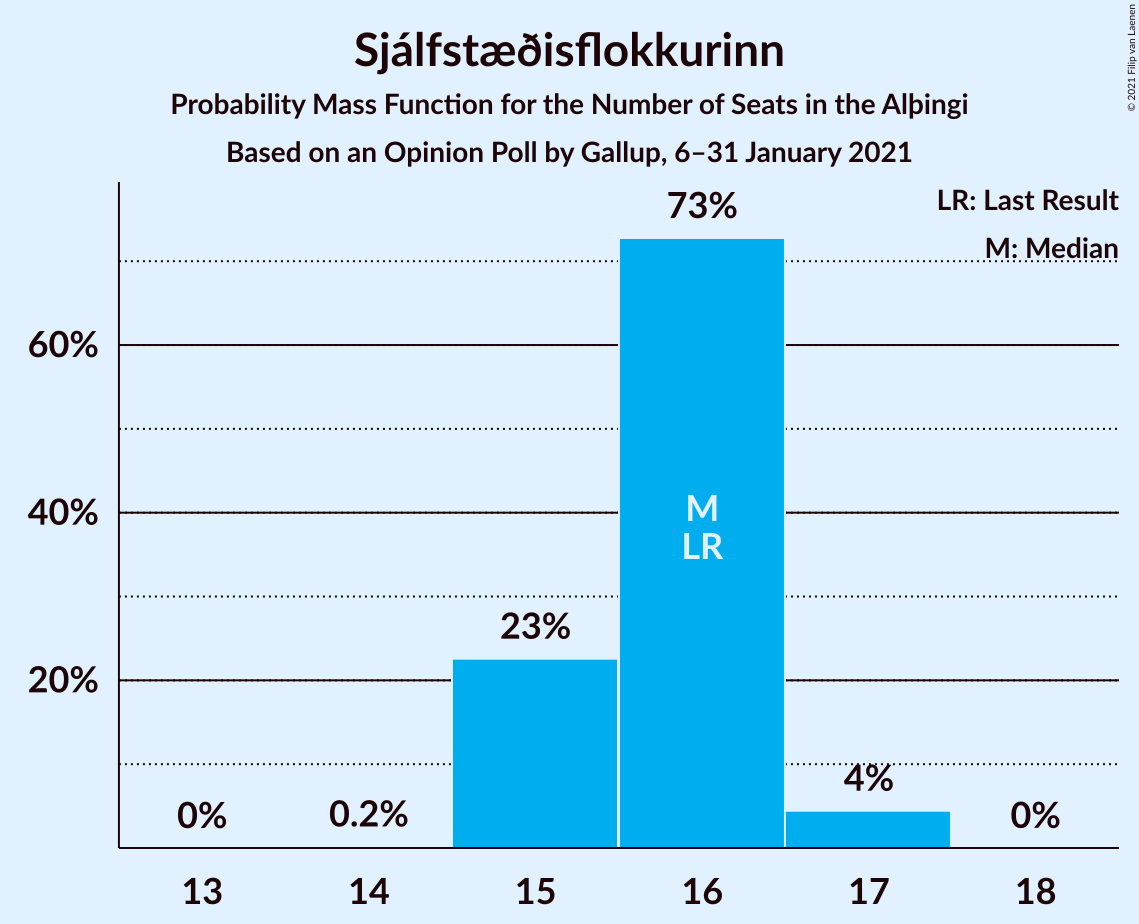 Sjálfstæðisflokkurinn
Probability Mass Function for the Number of Seats in the Alþingi
Based on an Opinion Poll by Gallup, 6–31 January 2021
© 2021 Filip van Laenen
LR: Last Result
M: Median
73%
60%
40%
M
LR
23%
20%
4%
0%
0.2%
0%
13
14
15
16
17
18